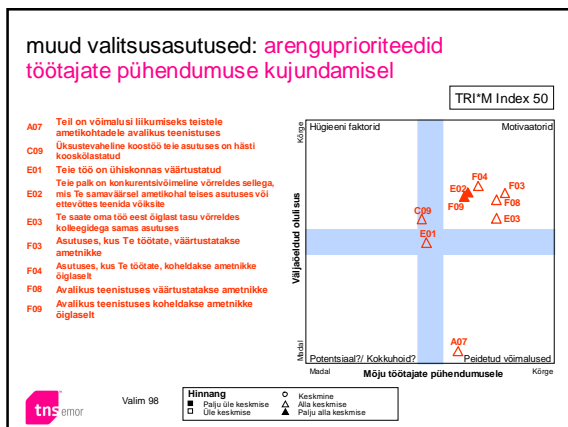 muud valitsusasutused: arenguprioriteedid
töötajate pühendumuse kujundamisel
TRI*M Index 50
A07 Teil on võimalusi liikumiseks teistele
ametikohtadele avalikus teenistuses
C09 Üksustevaheline koostöö teie asutuses on hästi
kooskõlastatud
E01 Teie töö on ühiskonnas väärtustatud
E02 Teie palk on konkurentsivõimeline võrreldes sellega,
mis Te samaväärsel ametikohal teises asutuses või
ettevõttes teenida võiksite
E03 Te saate oma töö eest õiglast tasu võrreldes
kolleegidega samas asutuses
F03 Asutuses, kus Te töötate, väärtustatakse
ametnikke
F04 Asutuses, kus Te töötate, koheldakse ametnikke
õiglaselt
F08 Avalikus teenistuses väärtustatakse ametnikke
F09 Avalikus teenistuses koheldakse ametnikke
õiglaselt
Kõrge
Hügieeni faktorid
Motivaatorid
F04
E02
F03
F09
F08
C09
E03
E01
Väljaöeldud olulisus
A07
Madal
Potentsiaal?/ Kokkuhoid?
Peidetud võimalused
Madal
Mõju töötajate pühendumusele
Kõrge
tns emor
Valim 98
Hinnang
Palju üle keskmise
Üle keskmise
Keskmine
Alla keskmise
Palju alla keskmise